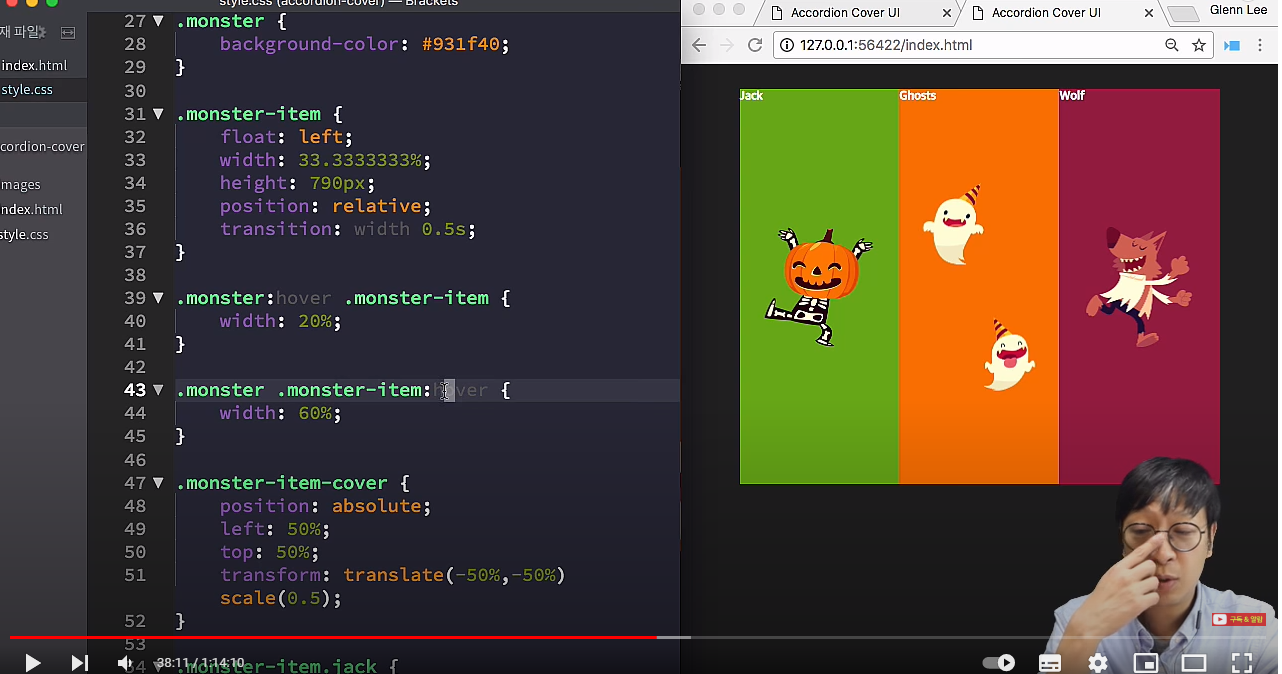 style.css (accordion-cover) — Brackets
재 파일
index.html
style.css
cordion-cover
mages
ndex.html
style.css
27 ▼ .monster {
28 background-color: #931f40;
29 }
30
31 ▼ .monster-item {
32 float: left;
33 width: 33.3333333%;
34 height: 790px;
35 position: relative;
36 transition: width 0.5s;
37 }
38
39 ▼ .monster:hover .monster-item {
40 width: 20%;
41 }
42
43 ▼ .monster .monster-item:hover {
44 width: 60%;
45 }
46
47 ▼ .monster-item-cover {
48 position: absolute;
49 left: 50%;
50 top: 50%;
51 transform: translate(-50%,-50%)
scale(0.5);
52 }
53
54 ▼ .monster-item.jack {
38:11 / 1:14:10
Accordion Cover UI
Accordion Cover UI
Glenn Lee
127.0.0.1:56422/index.html
Jack
Ghosts
Wolf
구독 & 알림